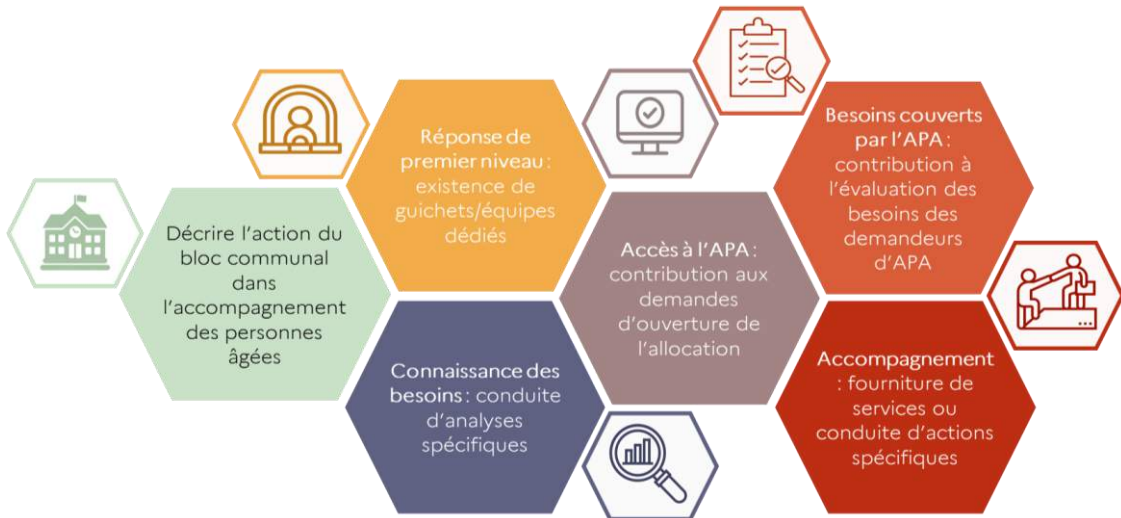 Décrire l'action du
bloc communal
dans
l'accompagnement
des personnes
âgées
Réponse de
premier niveau :
existence de
guichets/équipes
dédiés
Connaissance des
besoins : conduite
d'analyses
spécifiques
Accès à l'APA :
contribution aux
demandes
d'ouverture de
l'allocation
Besoins couverts
par l'APA :
contribution à
l'évaluation des
besoins des
demandeurs
d'APA
Accompagnement
: fourniture de
services ou
conduite d'actions
spécifiques